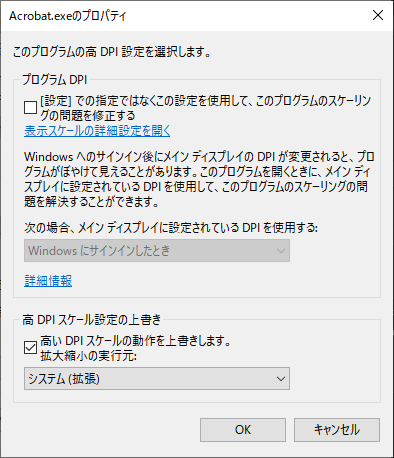 Acrobat.exeのプロパティ
このプログラムの高 DPI 設定を選択します。
プログラム DPI
[設定] での指定ではなくこの設定を使用して、このプログラムのスケーリン
グの問題を修正する
表示スケールの詳細設定を開く
Windows へのサインイン後にメイン ディスプレイの DPI が変更されると、プロ
グラムがぼやけて見えることがあります。このプログラムを開くときに、メイン ディ
スプレイに設定されている DPI を使用して、このプログラムのスケーリングの問
題を解決することができます。
次の場合、メイン ディスプレイに設定されている DPI を使用する:
Windows にサインインしたとき
詳細情報
高 DPI スケール設定の上書き
高い DPI スケールの動作を上書きします。
拡大縮小の実行元:
システム (拡張)
OK
キャンセル